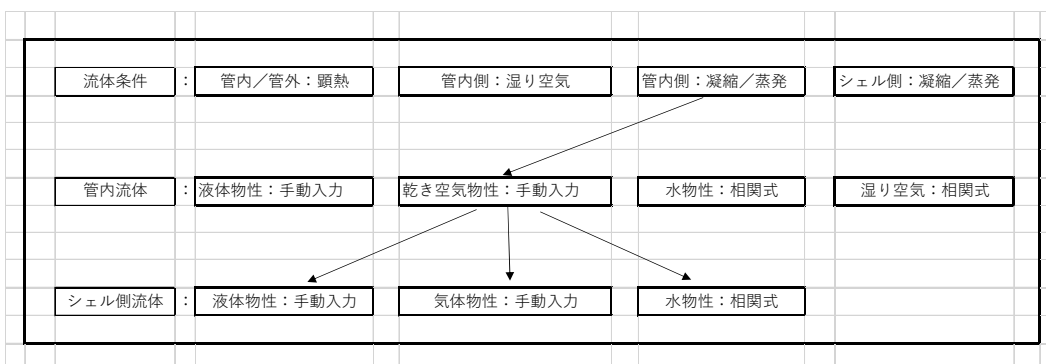 流体条件 : 管内／管外：顕熱 管内側：湿り空気 管内側：凝縮／蒸発 シェル側：凝縮／蒸発
管内流体 : 液体物性：手動入力 乾き空気物性：手動入力 水物性：相関式 湿り空気：相関式
シェル側流体 : 液体物性：手動入力 気体物性：手動入力 水物性：相関式